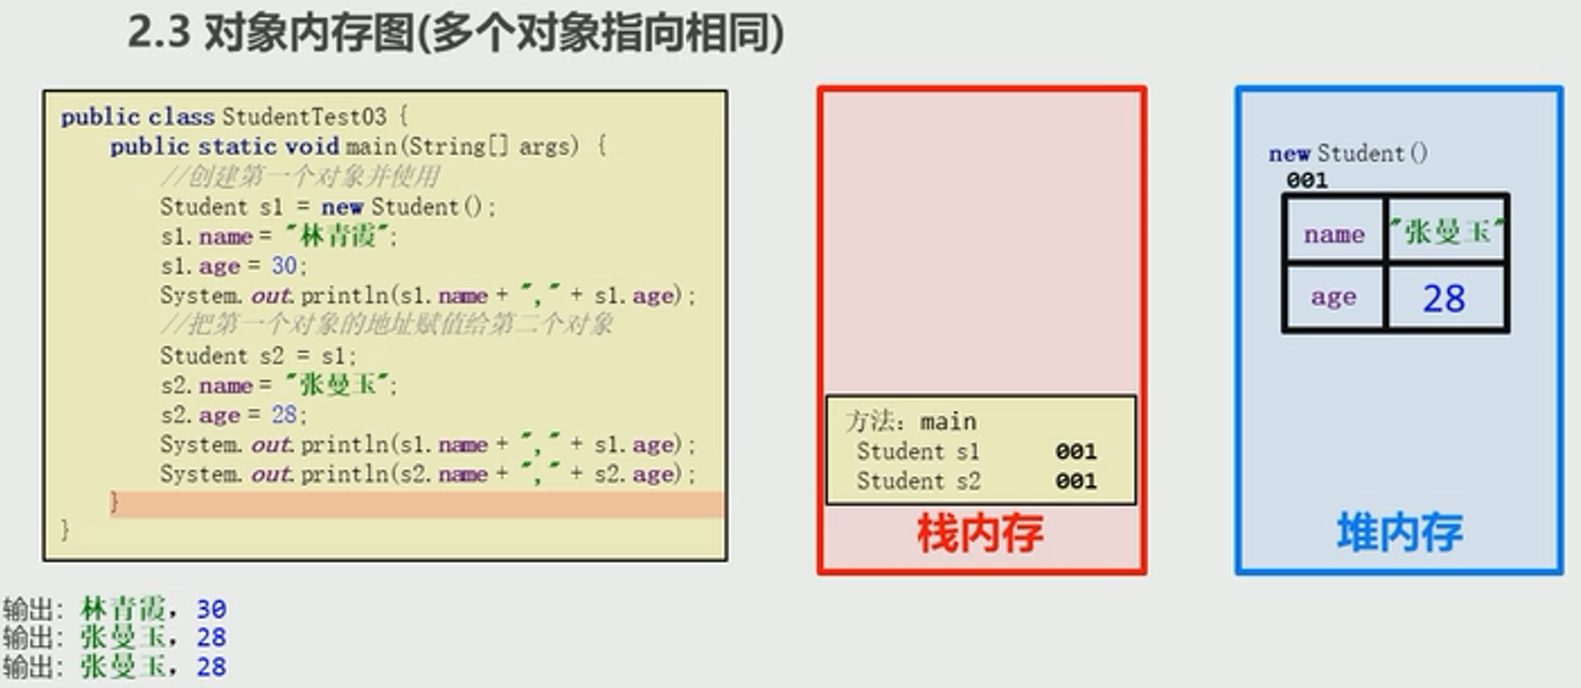 2.3 对象内存图(多个对象指向相同)
public class StudentTest03 {
public static void main(String[] args) {
//创建第一个对象并使用
Student s1 = new Student();
s1.name = "林青霞";
s1.age = 30;
System.out.println(s1.name + "," + s1.age);
//把第一个对象的地址赋值给第二个对象
Student s2 = s1;
s2.name = "张曼玉";
s2.age = 28;
System.out.println(s1.name + "," + s1.age);
System.out.println(s2.name + "," + s2.age);
}
}
方法：main
Student s1 001
Student s2 001
栈内存
new Student()
001
name "张曼玉"
age 28
堆内存
输出：林青霞，30
输出：张曼玉，28
输出：张曼玉，28